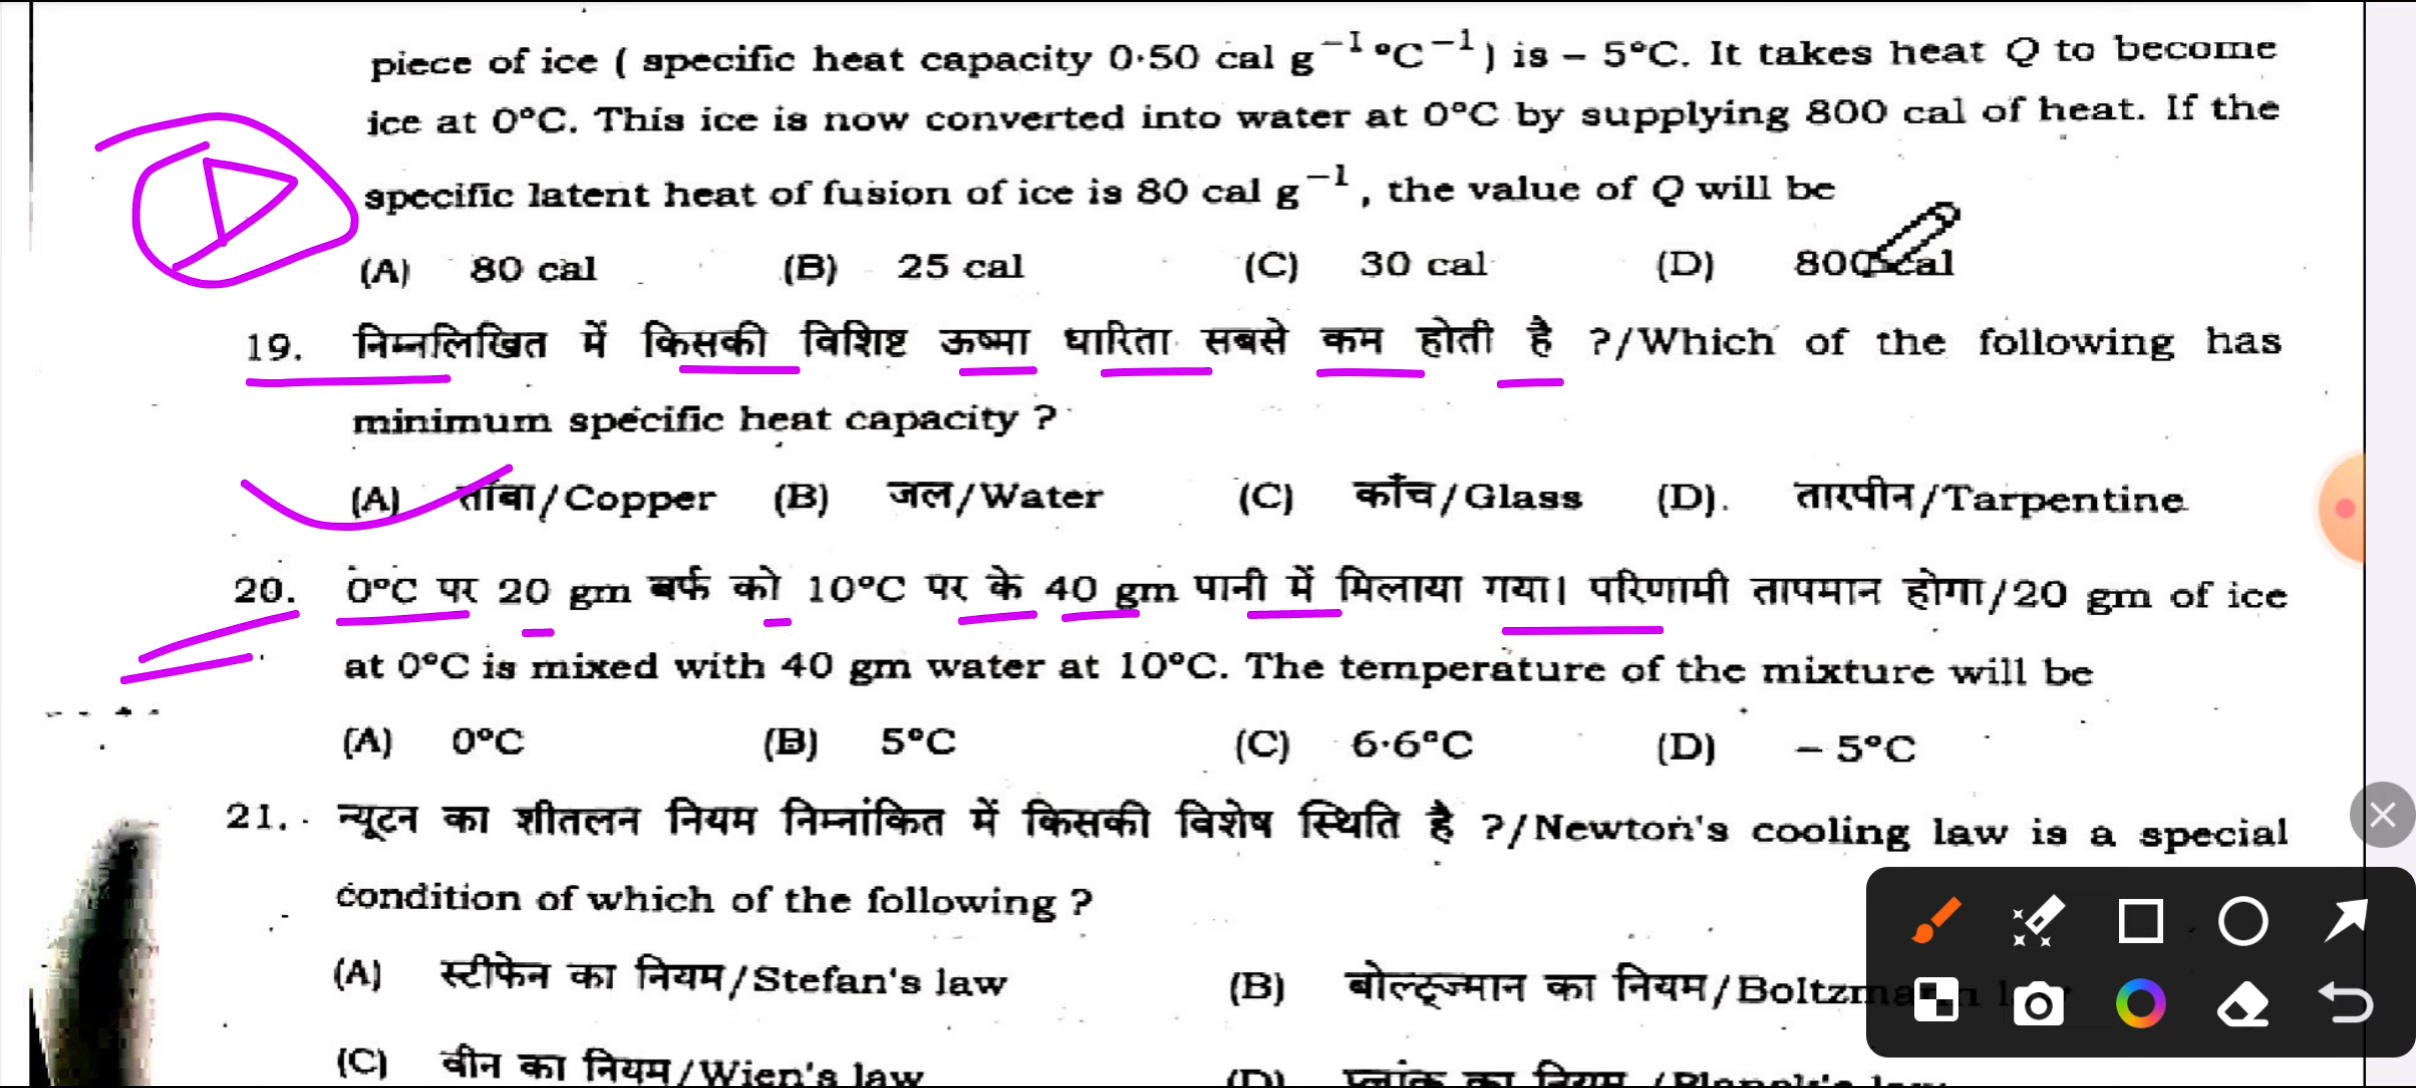 piece of ice ( specific heat capacity 0·50 cal g⁻¹ °C⁻¹ ) is – 5°C. It takes heat Q to become
ice at 0°C. This ice is now converted into water at 0°C by supplying 800 cal of heat. If the
specific latent heat of fusion of ice is 80 cal g⁻¹, the value of Q will be
(A) 80 cal (B) 25 cal (C) 30 cal (D) 800 cal
19. निम्नलिखित में किसकी विशिष्ट ऊष्मा धारिता सबसे कम होती है ?/Which of the following has
minimum specific heat capacity ?
(A) ताँबा/Copper (B) जल/Water (C) काँच/Glass (D). तारपीन/Tarpentine
20. 0°C पर 20 gm बर्फ को 10°C पर के 40 gm पानी में मिलाया गया। परिणामी तापमान होगा/20 gm of ice
at 0°C is mixed with 40 gm water at 10°C. The temperature of the mixture will be
(A) 0°C (B) 5°C (C) 6·6°C (D) – 5°C
21. न्यूटन का शीतलन नियम निम्नांकित में किसकी विशेष स्थिति है ?/Newton's cooling law is a special
condition of which of the following ?
(A) स्टीफेन का नियम/Stefan's law (B) बोल्ट्ज्मान का नियम/
(C) वीन का नियम/Wien's law (D) प्लांक का नियम/Planck's law